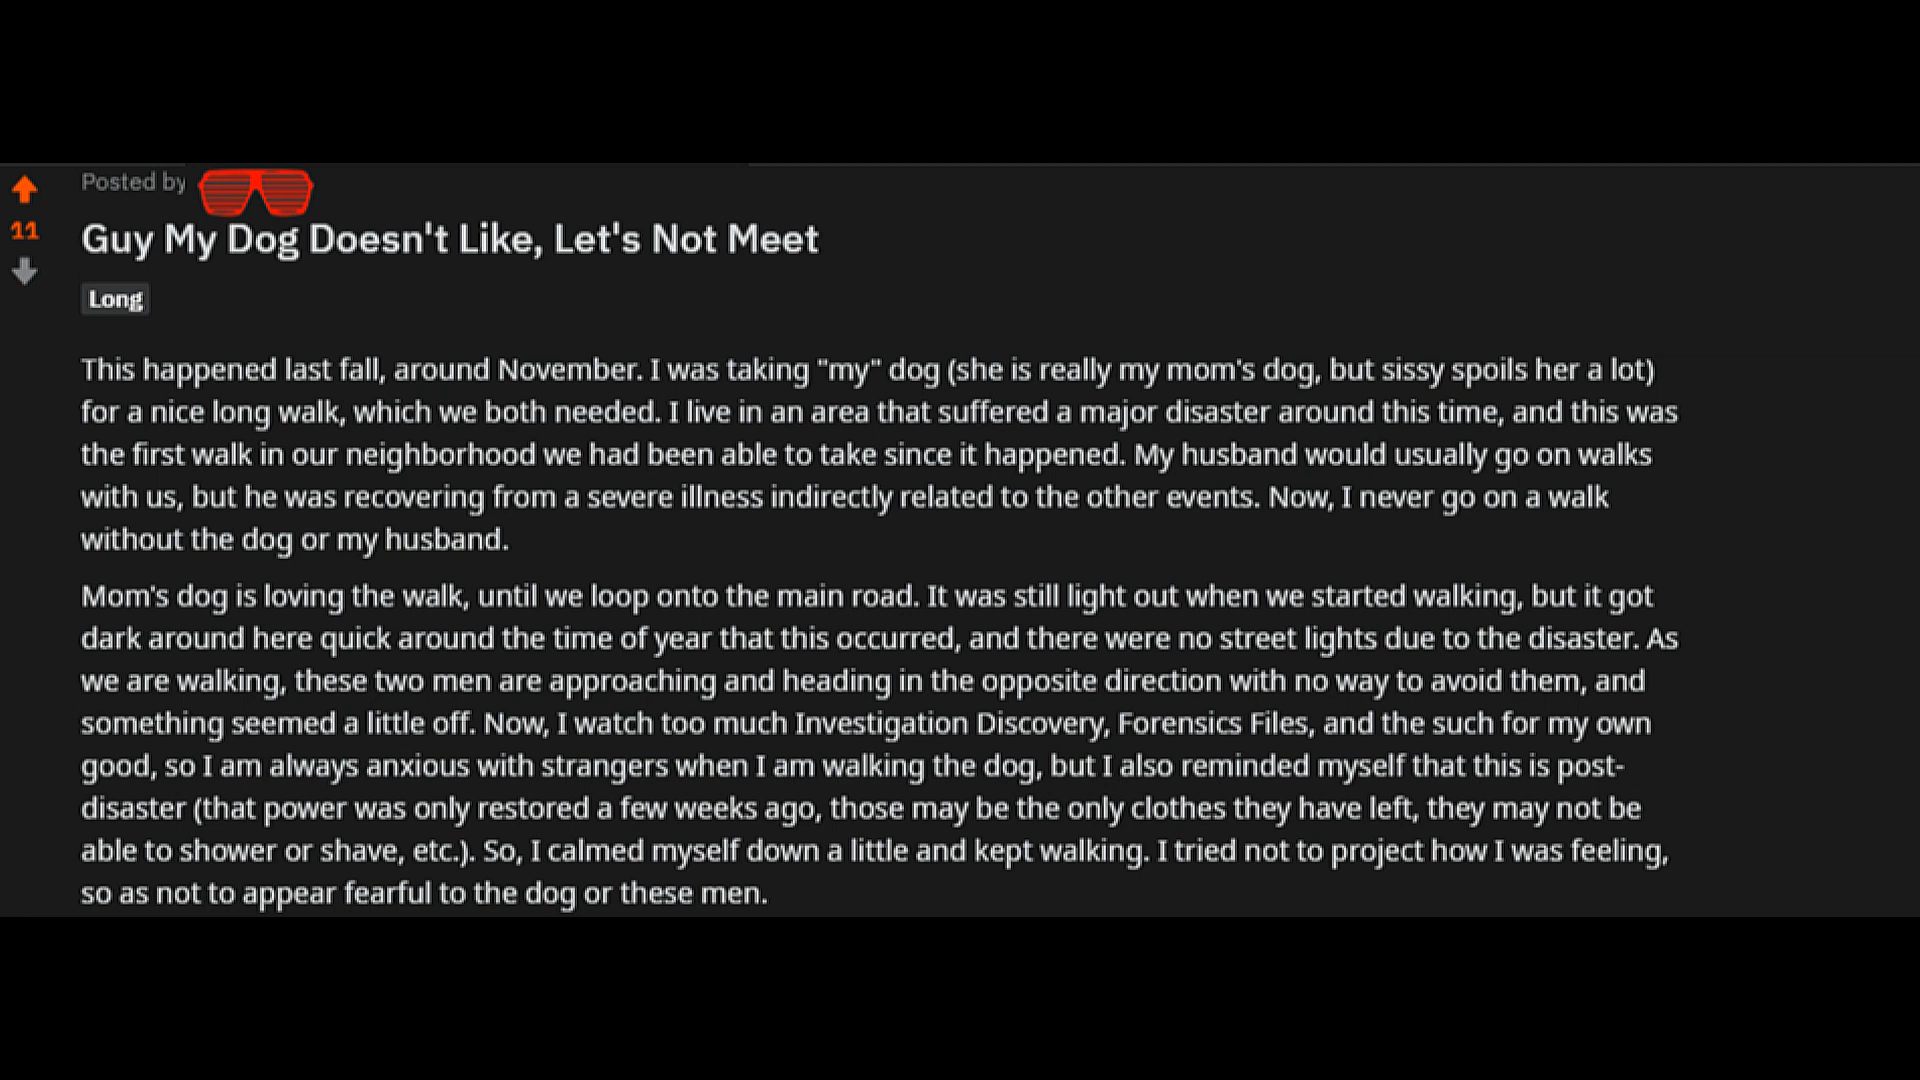 Posted by
11
Guy My Dog Doesn't Like, Let's Not Meet
Long
This happened last fall, around November. I was taking "my" dog (she is really my mom's dog, but sissy spoils her a lot)
for a nice long walk, which we both needed. I live in an area that suffered a major disaster around this time, and this was
the first walk in our neighborhood we had been able to take since it happened. My husband would usually go on walks
with us, but he was recovering from a severe illness indirectly related to the other events. Now, I never go on a walk
without the dog or my husband.
Mom's dog is loving the walk, until we loop onto the main road. It was still light out when we started walking, but it got
dark around here quick around the time of year that this occurred, and there were no street lights due to the disaster. As
we are walking, these two men are approaching and heading in the opposite direction with no way to avoid them, and
something seemed a little off. Now, I watch too much Investigation Discovery, Forensics Files, and the such for my own
good, so I am always anxious with strangers when I am walking the dog, but I also reminded myself that this is post-
disaster (that power was only restored a few weeks ago, those may be the only clothes they have left, they may not be
able to shower or shave, etc.). So, I calmed myself down a little and kept walking. I tried not to project how I was feeling,
so as not to appear fearful to the dog or these men.